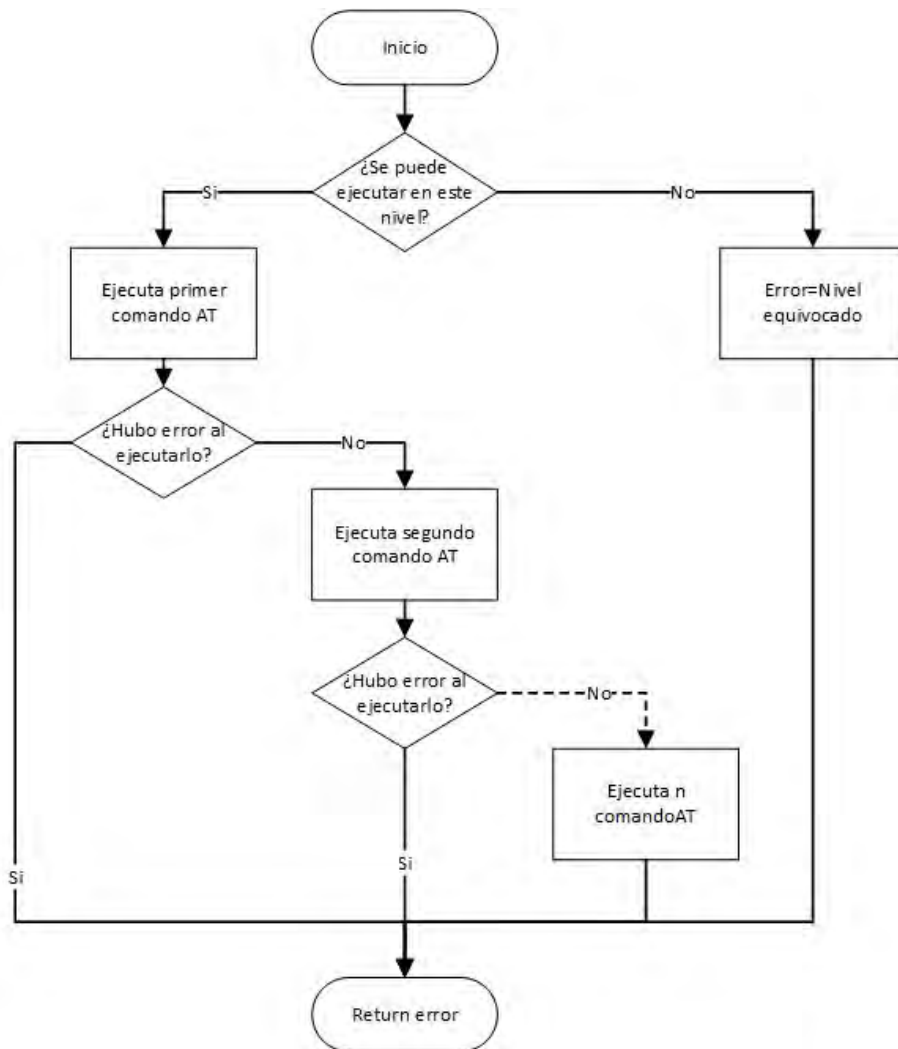 Inicio
¿Se puede
ejecutar en este
nivel?
Si
No
Ejecuta primer
comando AT
Error=Nivel
equivocado
¿Hubo error al
ejecutarlo?
No
Ejecuta segundo
comando AT
¿Hubo error al
ejecutarlo?
No
Ejecuta n
comandoAT
Si
Si
Return error